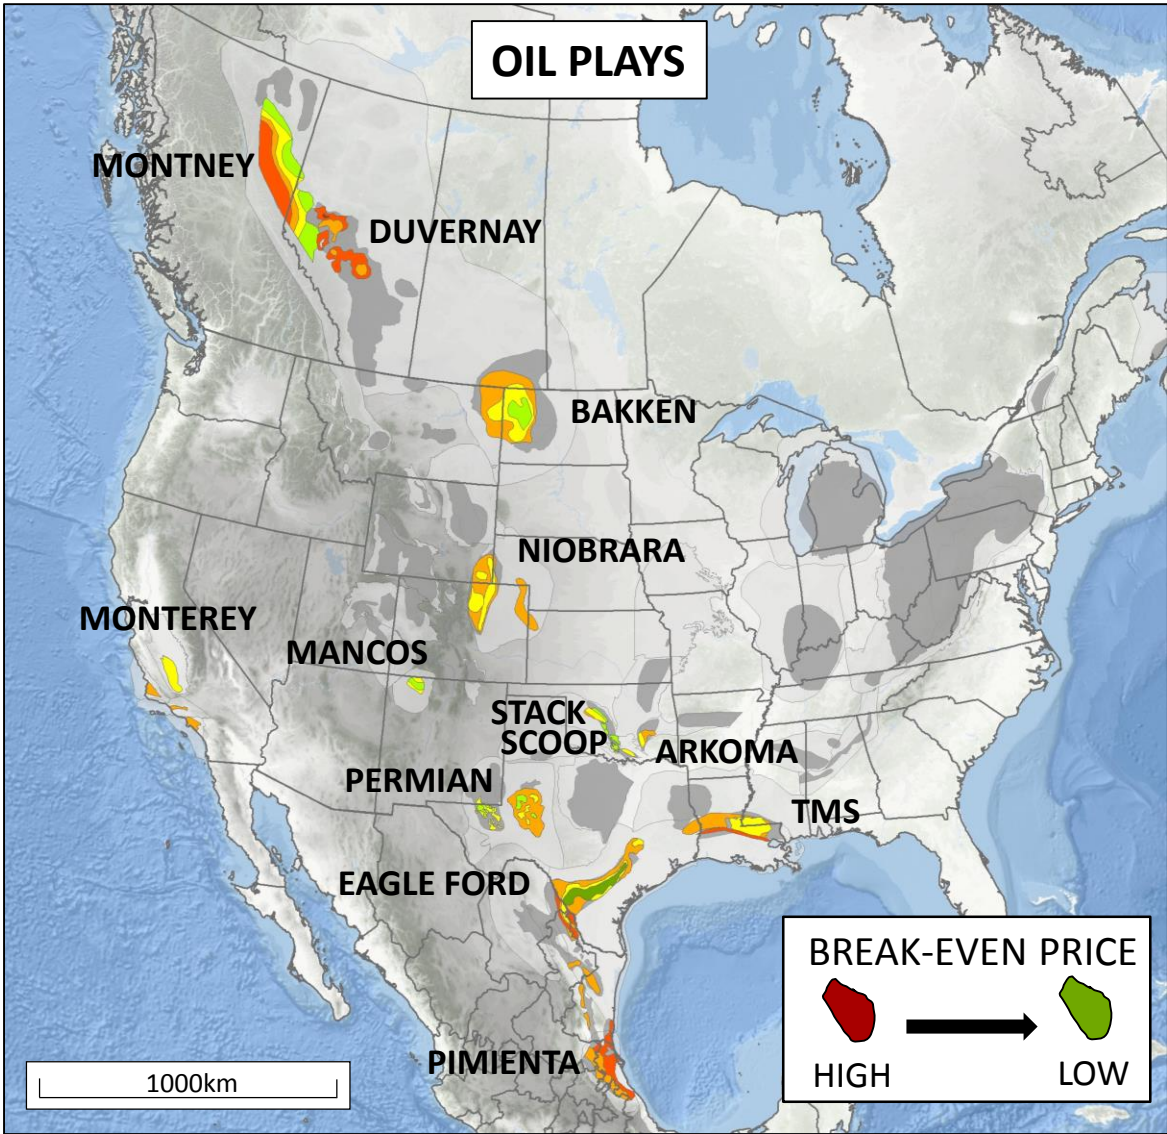 OIL PLAYS
MONTNEY
DUVERNAY
BAKKEN
NIOBRARA
MONTEREY
MANCOS
STACK
SCOOP
ARKOMA
PERMIAN
TMS
EAGLE FORD
PIMIENTA
BREAK-EVEN PRICE
HIGH
LOW
1000km